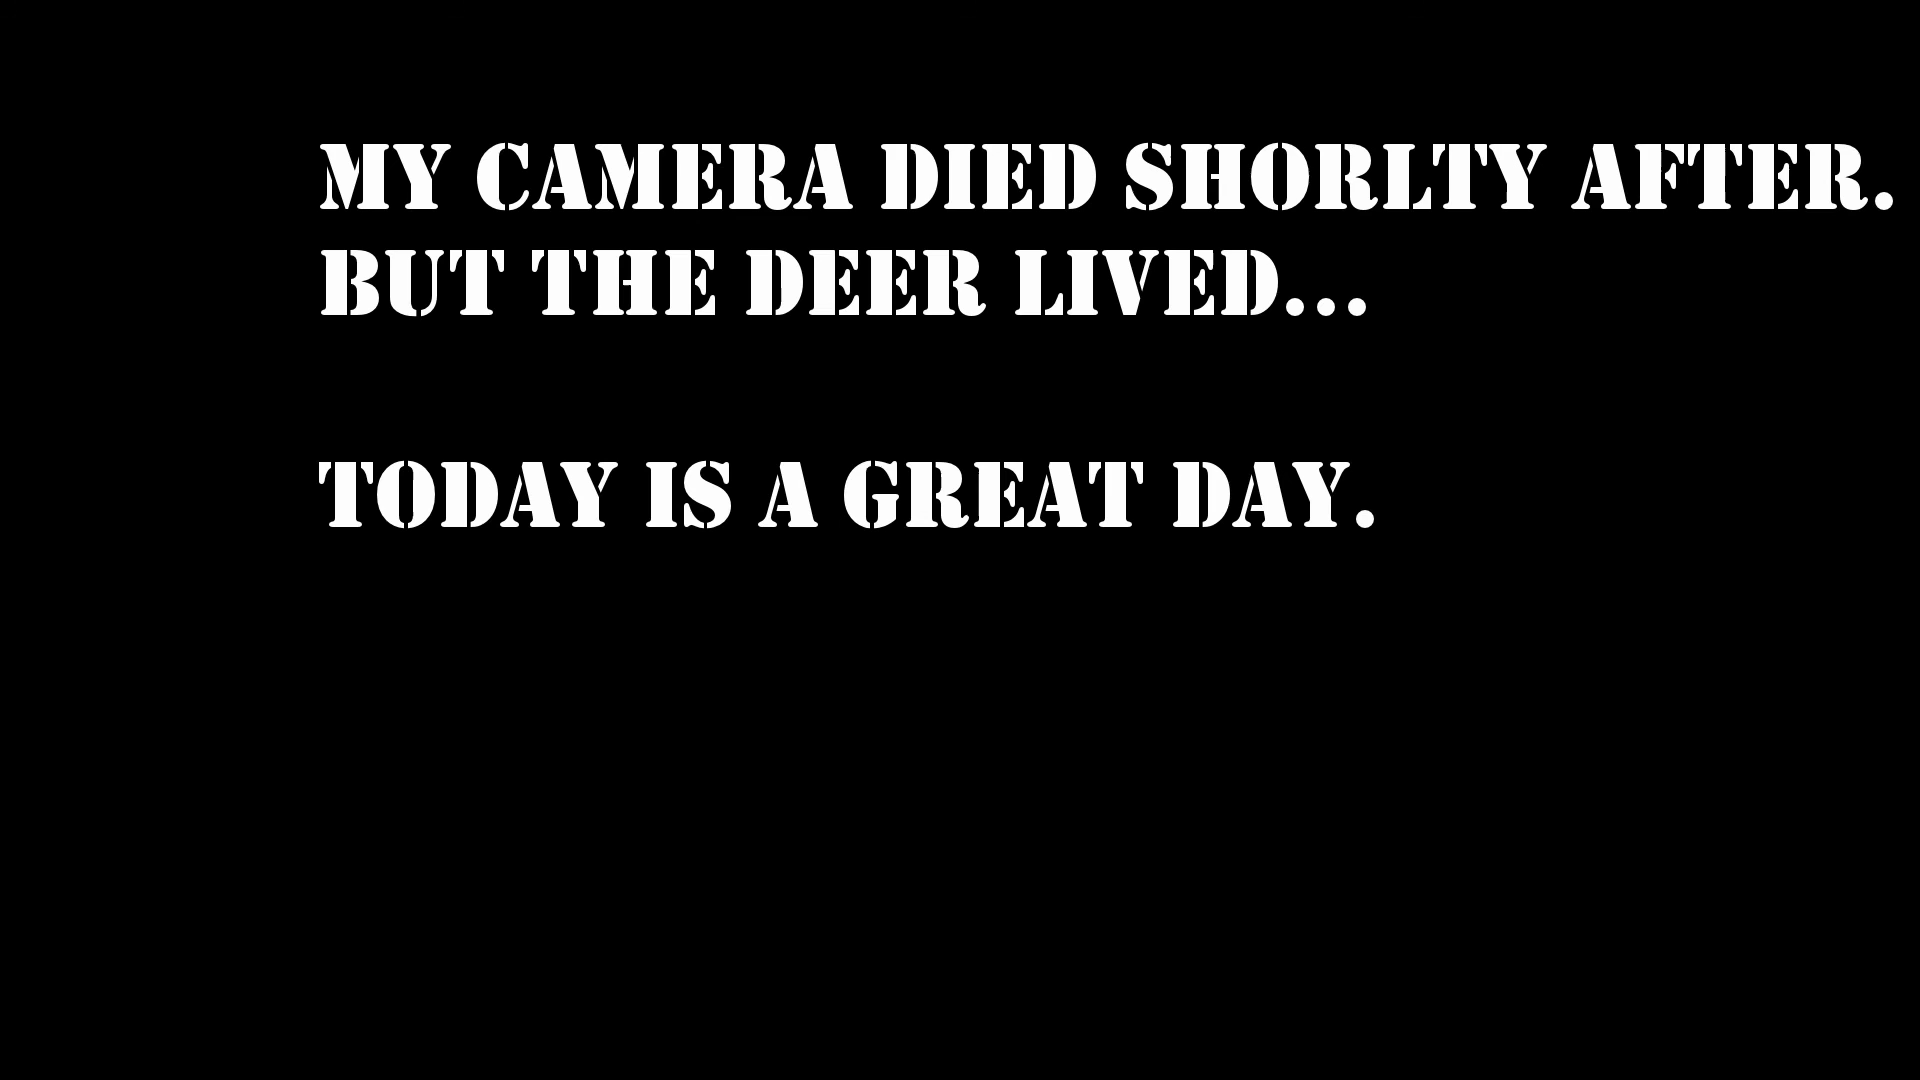 MY CAMERA DIED SHORLTY AFTER.
BUT THE DEER LIVED...
TODAY IS A GREAT DAY.